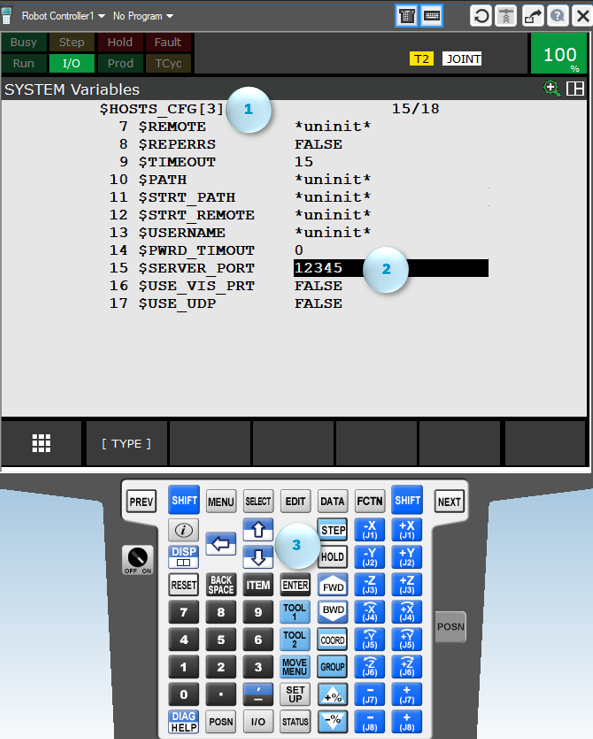 Robot Controller1 No Program
Busy Step Hold Fault
Run I/O Prod TCyc
T2 JOINT
100
%
SYSTEM Variables
$HOSTS_CFG[3] 1 15/18
7 $REMOTE *uninit*
8 $REPERRS FALSE
9 $TIMEOUT 15
10 $PATH *uninit*
11 $STRT_PATH *uninit*
12 $STRT_REMOTE *uninit*
13 $USERNAME *uninit*
14 $PWRD_TIMOUT 0
15 $SERVER_PORT 12345 2
16 $USE_VIS_PRT FALSE
17 $USE_UDP FALSE
[ TYPE ]
PREV SHIFT MENU SELECT EDIT DATA FCTN SHIFT NEXT
i STEP -X (J1) +X (J1)
3
OFF ON DISP HOLD -Y (J2) +Y (J2)
RESET BACK SPACE ITEM ENTER FWD -Z (J3) +Z (J3)
7 8 9 TOOL 1 BWD -X (J4) +X (J4)
POSN
4 5 6 TOOL 2 COORD -Y (J5) +Y (J5)
1 2 3 MOVE MENU GROUP -Z (J6) +Z (J6)
0 . , − SET UP +% − (J7) + (J7)
DIAG HELP POSN I/O STATUS -% − (J8) + (J8)